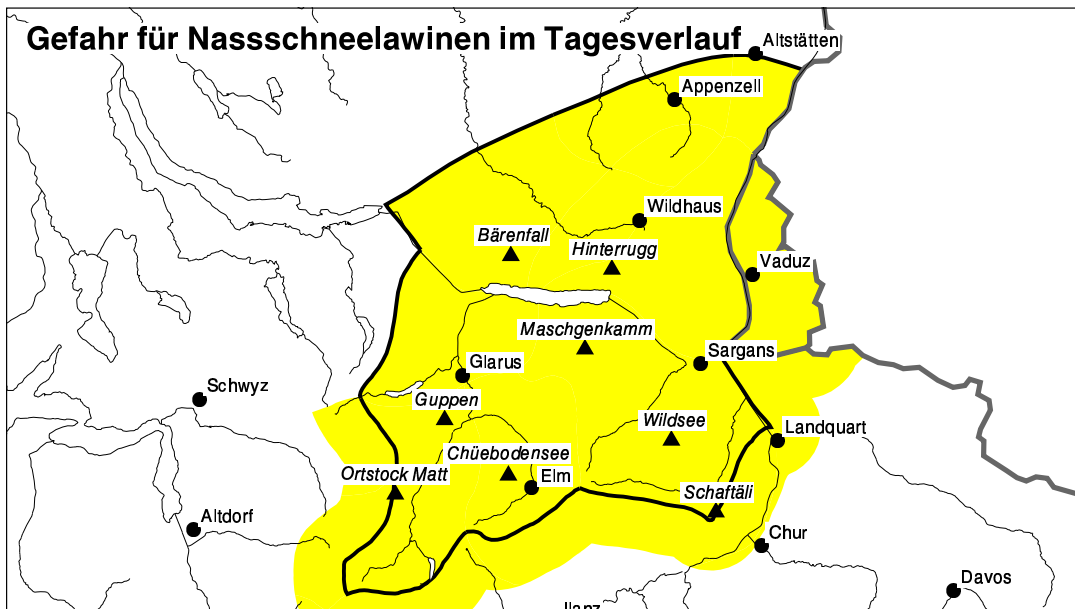 Gefahr für Nassschneelawinen im Tagesverlauf
Altstätten
Appenzell
Wildhaus
Bärenfall
Hinterrugg
Vaduz
Maschgenkamm
Sargans
Glarus
Schwyz
Guppen
Wildsee
Landquart
Chüebodensee
Ortstock Matt
Elm
Schaftäli
Altdorf
Chur
Davos
Ilanz